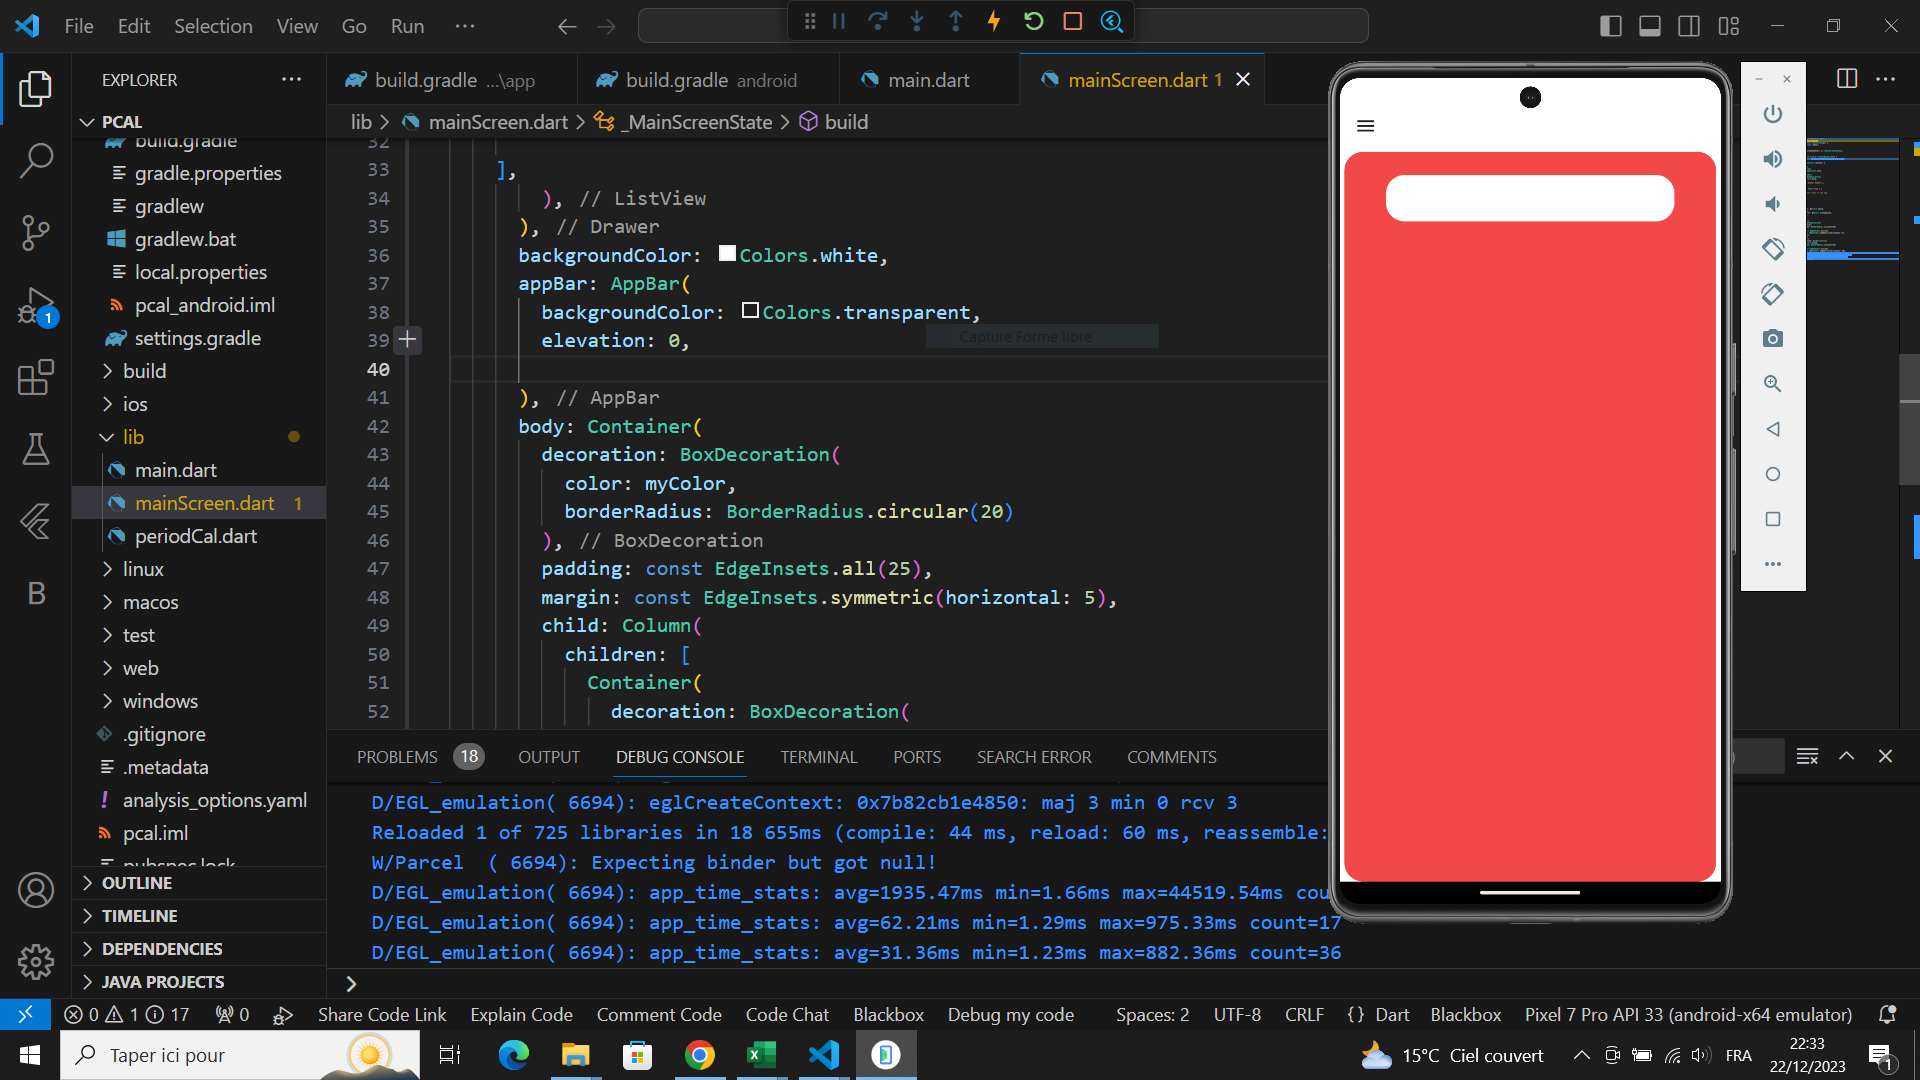 File Edit Selection View Go Run ···
EXPLORER ···
PCAL
build.gradle
gradle.properties
gradlew
gradlew.bat
local.properties
pcal_android.iml
settings.gradle
build
ios
lib
main.dart
mainScreen.dart 1
periodCal.dart
linux
macos
test
web
windows
.gitignore
.metadata
analysis_options.yaml
pcal.iml
pubspec.lock
OUTLINE
TIMELINE
DEPENDENCIES
JAVA PROJECTS
1
B
build.gradle ...\app
build.gradle android
main.dart
mainScreen.dart 1
lib > mainScreen.dart > _MainScreenState > build
32
33 ],
34 ), // ListView
35 ), // Drawer
36 backgroundColor: Colors.white,
37 appBar: AppBar(
38 backgroundColor: Colors.transparent,
39 elevation: 0,
Capture Forme libre
40
41 ), // AppBar
42 body: Container(
43 decoration: BoxDecoration(
44 color: myColor,
45 borderRadius: BorderRadius.circular(20)
46 ), // BoxDecoration
47 padding: const EdgeInsets.all(25),
48 margin: const EdgeInsets.symmetric(horizontal: 5),
49 child: Column(
50 children: [
51 Container(
52 decoration: BoxDecoration(
PROBLEMS 18 OUTPUT DEBUG CONSOLE TERMINAL PORTS SEARCH ERROR COMMENTS
D/EGL_emulation( 6694): eglCreateContext: 0x7b82cb1e4850: maj 3 min 0 rcv 3
Reloaded 1 of 725 libraries in 18 655ms (compile: 44 ms, reload: 60 ms, reassemble:
W/Parcel ( 6694): Expecting binder but got null!
D/EGL_emulation( 6694): app_time_stats: avg=1935.47ms min=1.66ms max=44519.54ms cou
D/EGL_emulation( 6694): app_time_stats: avg=62.21ms min=1.29ms max=975.33ms count=17
D/EGL_emulation( 6694): app_time_stats: avg=31.36ms min=1.23ms max=882.36ms count=36
0 1 17 0 Share Code Link Explain Code Comment Code Code Chat Blackbox Debug my code Spaces: 2 UTF-8 CRLF {} Dart Blackbox Pixel 7 Pro API 33 (android-x64 emulator)
Taper ici pour
15°C Ciel couvert
FRA
22:33
22/12/2023
1